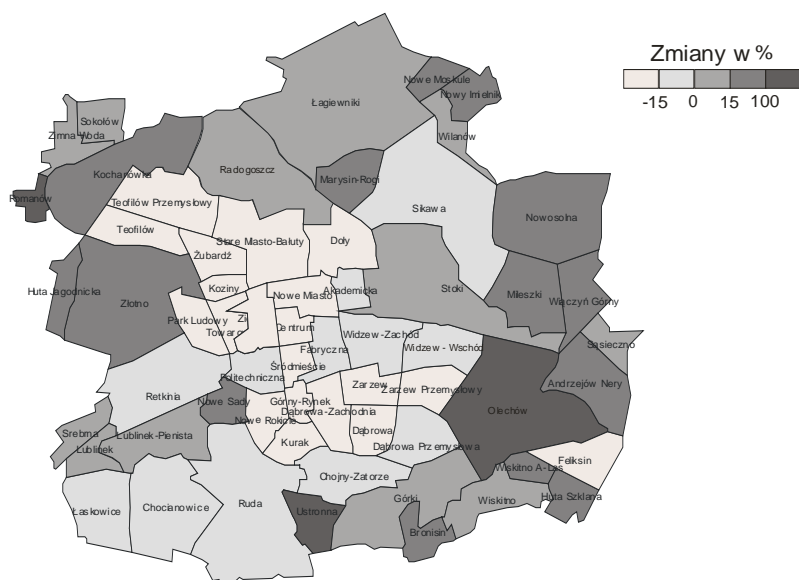 Zmiany w %
-15 0 15 100
Nowe Moskule
Nowy Imielnik
Łagiewniki
Sokołów
Zimna Woda
Wilanów
Radogoszcz
Kochanówka
Marysin-Rogi
Romanów
Teofilów Przemysłowy
Sikawa
Nowosolna
Teofilów
Stare Miasto-Bałuty
Doły
Żubardź
Huta Jagodnicka
Złotno
Koziny
Nowe Miasto
Akademicka
Stoki
Mileszki
Wiączyń Górny
Park Ludowy
Centrum
Widzew-Zachód
Widzew - Wschód
Sąsieczno
Fabryczna
Śródmieście
Politechniczna
Zarzew
Zarzew Przemysłowy
Andrzejów Nery
Retkinia
Nowe Sady
Górny-Rynek
Dąbrowa-Zachodnia
Olechów
Nowe Rokicie
Srebrna
Lublinek-Pienista
Lublinek
Kurak
Dąbrowa
Dąbrowa Przemysłowa
Feliksin
Wiskitno A-Las
Chojny-Zatorze
Łaskowice
Chocianowice
Ruda
Ustronna
Górki
Wiskitno
Huta Szklana
Bronisin